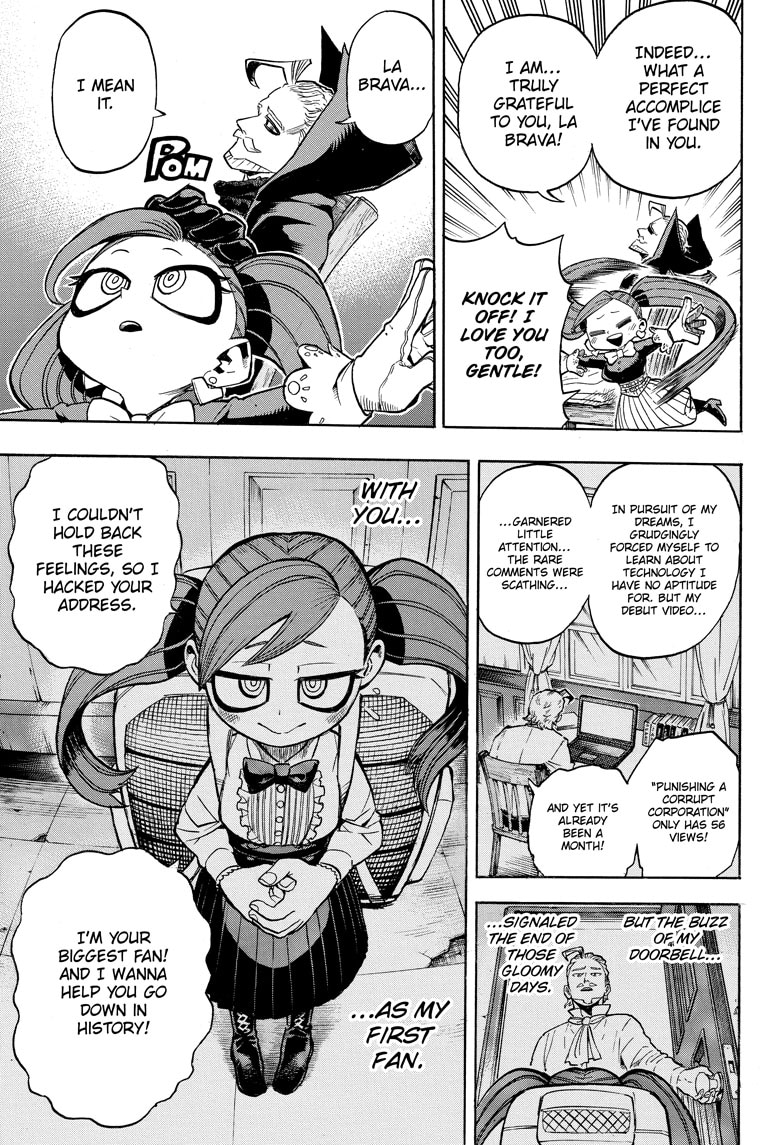 INDEED...
WHAT A
PERFECT
ACCOMPLICE
I'VE FOUND
IN YOU.
I AM...
TRULY
GRATEFUL
TO YOU, LA
BRAVA!
KNOCK IT
OFF! I
LOVE YOU
TOO,
GENTLE!
LA
BRAVA...
I MEAN
IT.
POM
IN PURSUIT OF MY
DREAMS, I
GRUDGINGLY
FORCED MYSELF TO
LEARN ABOUT
TECHNOLOGY I
HAVE NO APTITUDE
FOR. BUT MY
DEBUT VIDEO...
...GARNERED
LITTLE
ATTENTION...
THE RARE
COMMENTS WERE
SCATHING...
"PUNISHING A
CORRUPT
CORPORATION"
ONLY HAS 56
VIEWS!
AND YET IT'S
ALREADY
BEEN A
MONTH!
BUT THE BUZZ
OF MY
DOORBELL...
...SIGNALED
THE END OF
THOSE
GLOOMY
DAYS.
WITH
YOU...
I COULDN'T
HOLD BACK
THESE
FEELINGS, SO I
HACKED YOUR
ADDRESS.
I'M YOUR
BIGGEST FAN!
AND I WANNA
HELP YOU GO
DOWN IN
HISTORY!
...AS MY
FIRST
FAN.